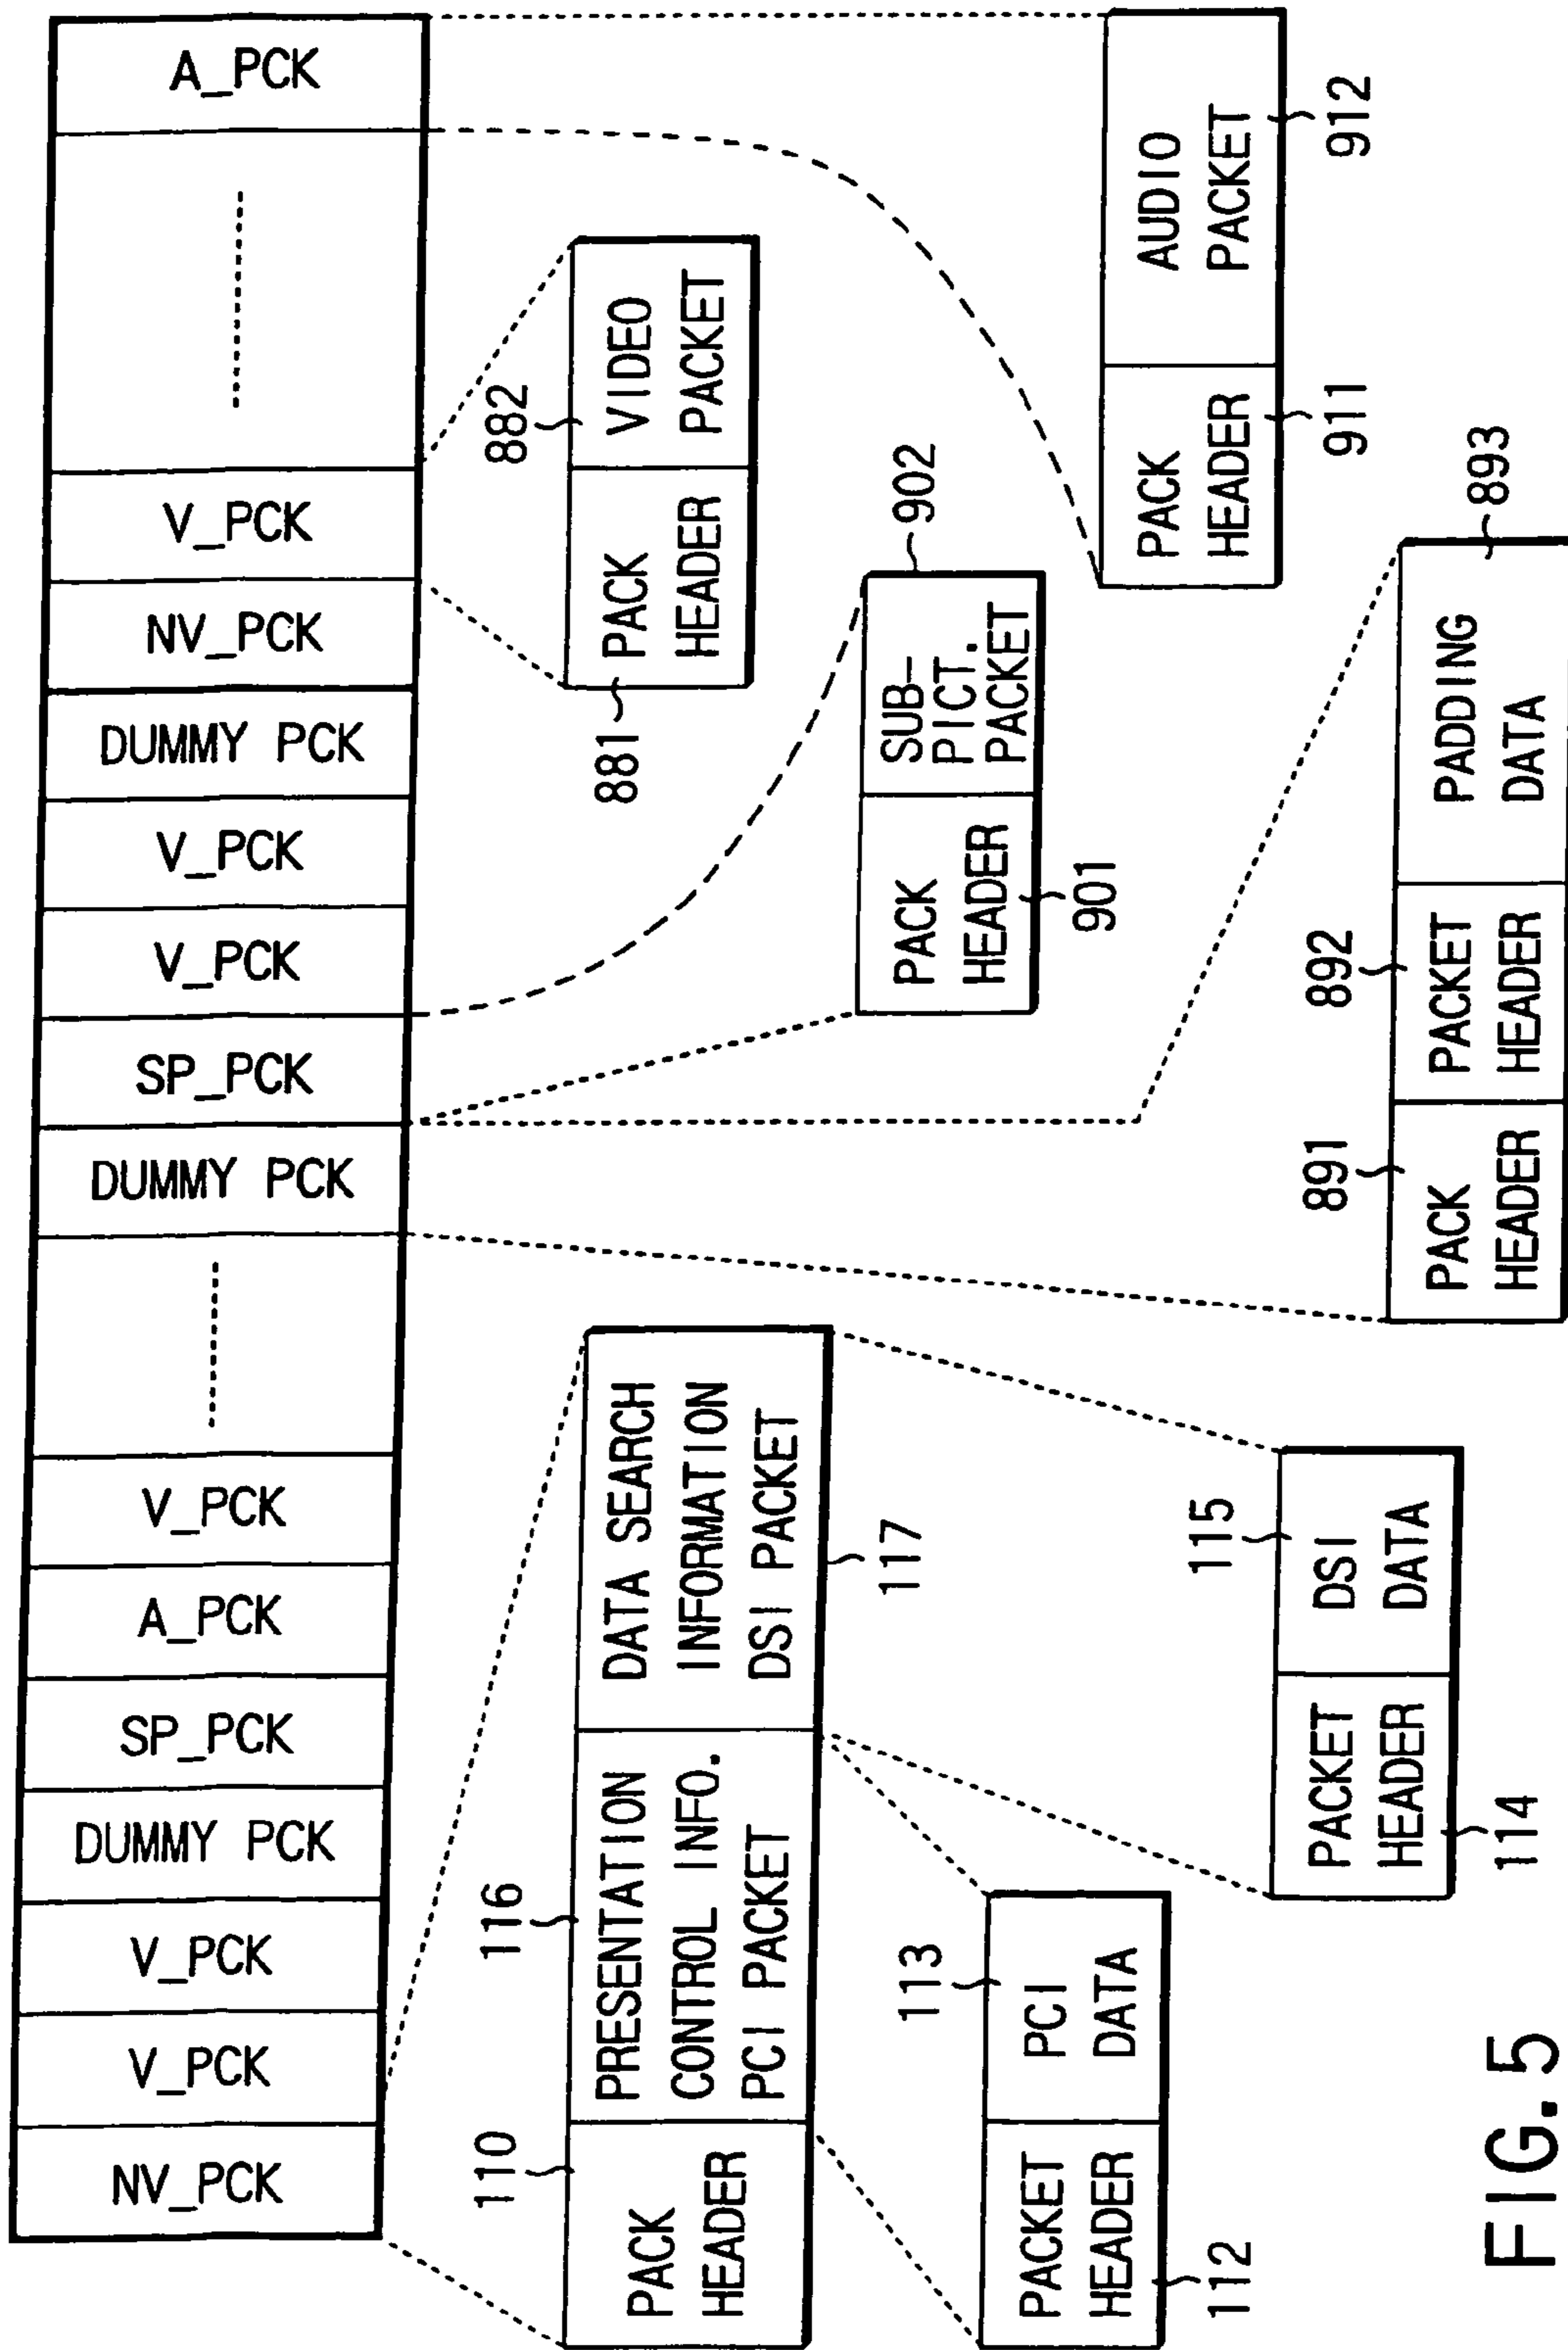 NV_PCK
V_PCK
V_PCK
DUMMY PCK
SP_PCK
A_PCK
V_PCK
DUMMY PCK
SP_PCK
V_PCK
V_PCK
DUMMY PCK
NV_PCK
V_PCK
A_PCK
110
PACK
HEADER
116
PRESENTATION
CONTROL INFO.
PCI PACKET
DATA SEARCH
INFORMATION
DSI PACKET
117
881
PACK
HEADER
882
VIDEO
PACKET
PACK
HEADER
901
SUB-
PICT.
PACKET
902
112
PACKET
HEADER
113
PCI
DATA
PACK
HEADER
911
AUDIO
PACKET
912
114
PACKET
HEADER
115
DSI
DATA
891
PACK
HEADER
892
PACKET
HEADER
PADDING
DATA
893
FIG. 5